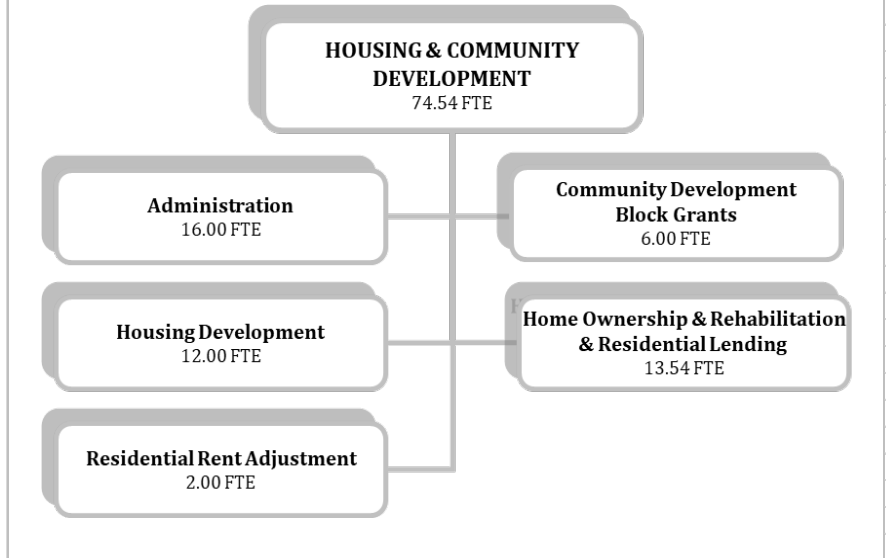 HOUSING & COMMUNITY
DEVELOPMENT
74.54 FTE
Administration
16.00 FTE
Community Development
Block Grants
6.00 FTE
Housing Development
12.00 FTE
Home Ownership & Rehabilitation
& Residential Lending
13.54 FTE
Residential Rent Adjustment
2.00 FTE